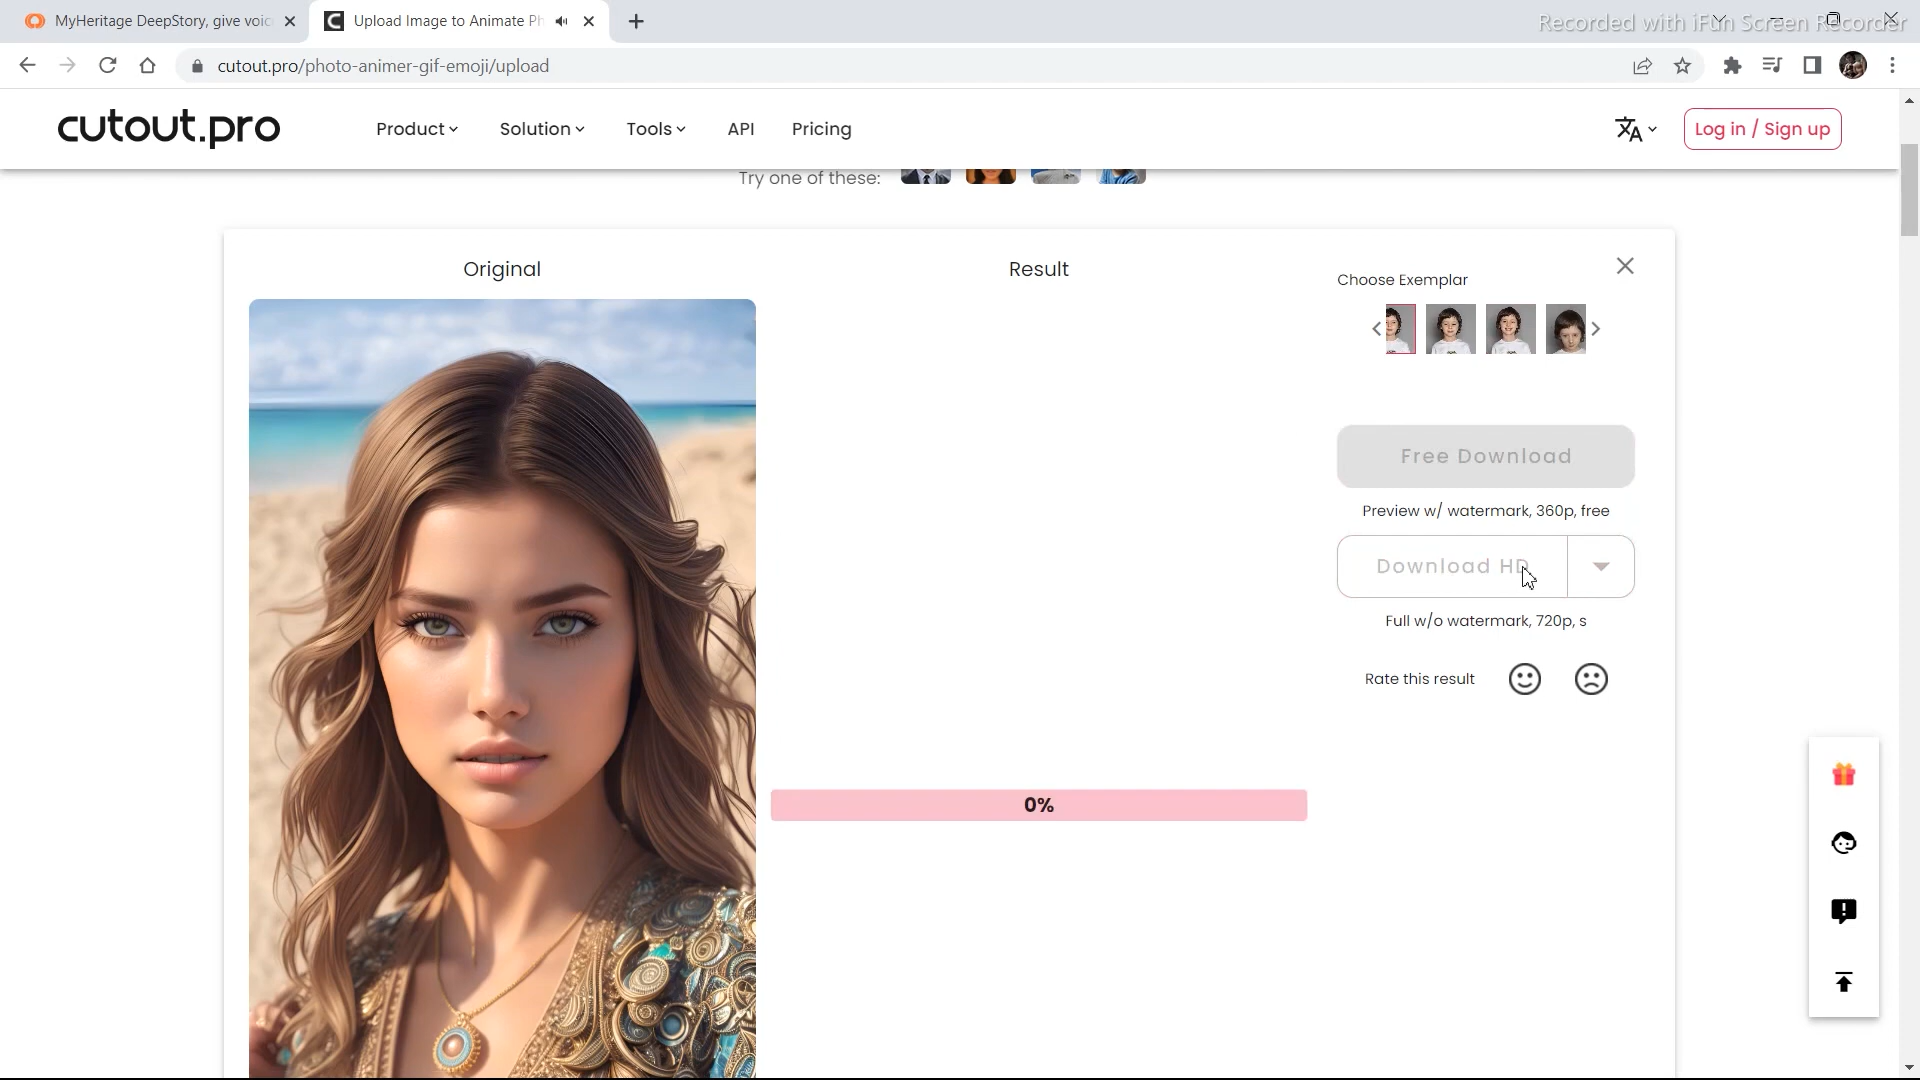 MyHeritage DeepStory, give voic
Upload Image to Animate Ph
Recorded with iFun Screen Recorder
cutout.pro/photo-animer-gif-emoji/upload
cutout.pro
Product
Solution
Tools
API
Pricing
Log in / Sign up
Try one of these:
Original
Result
Choose Exemplar
Free Download
Preview w/ watermark, 360p, free
Download HD
Full w/o watermark, 720p, s
Rate this result
0%